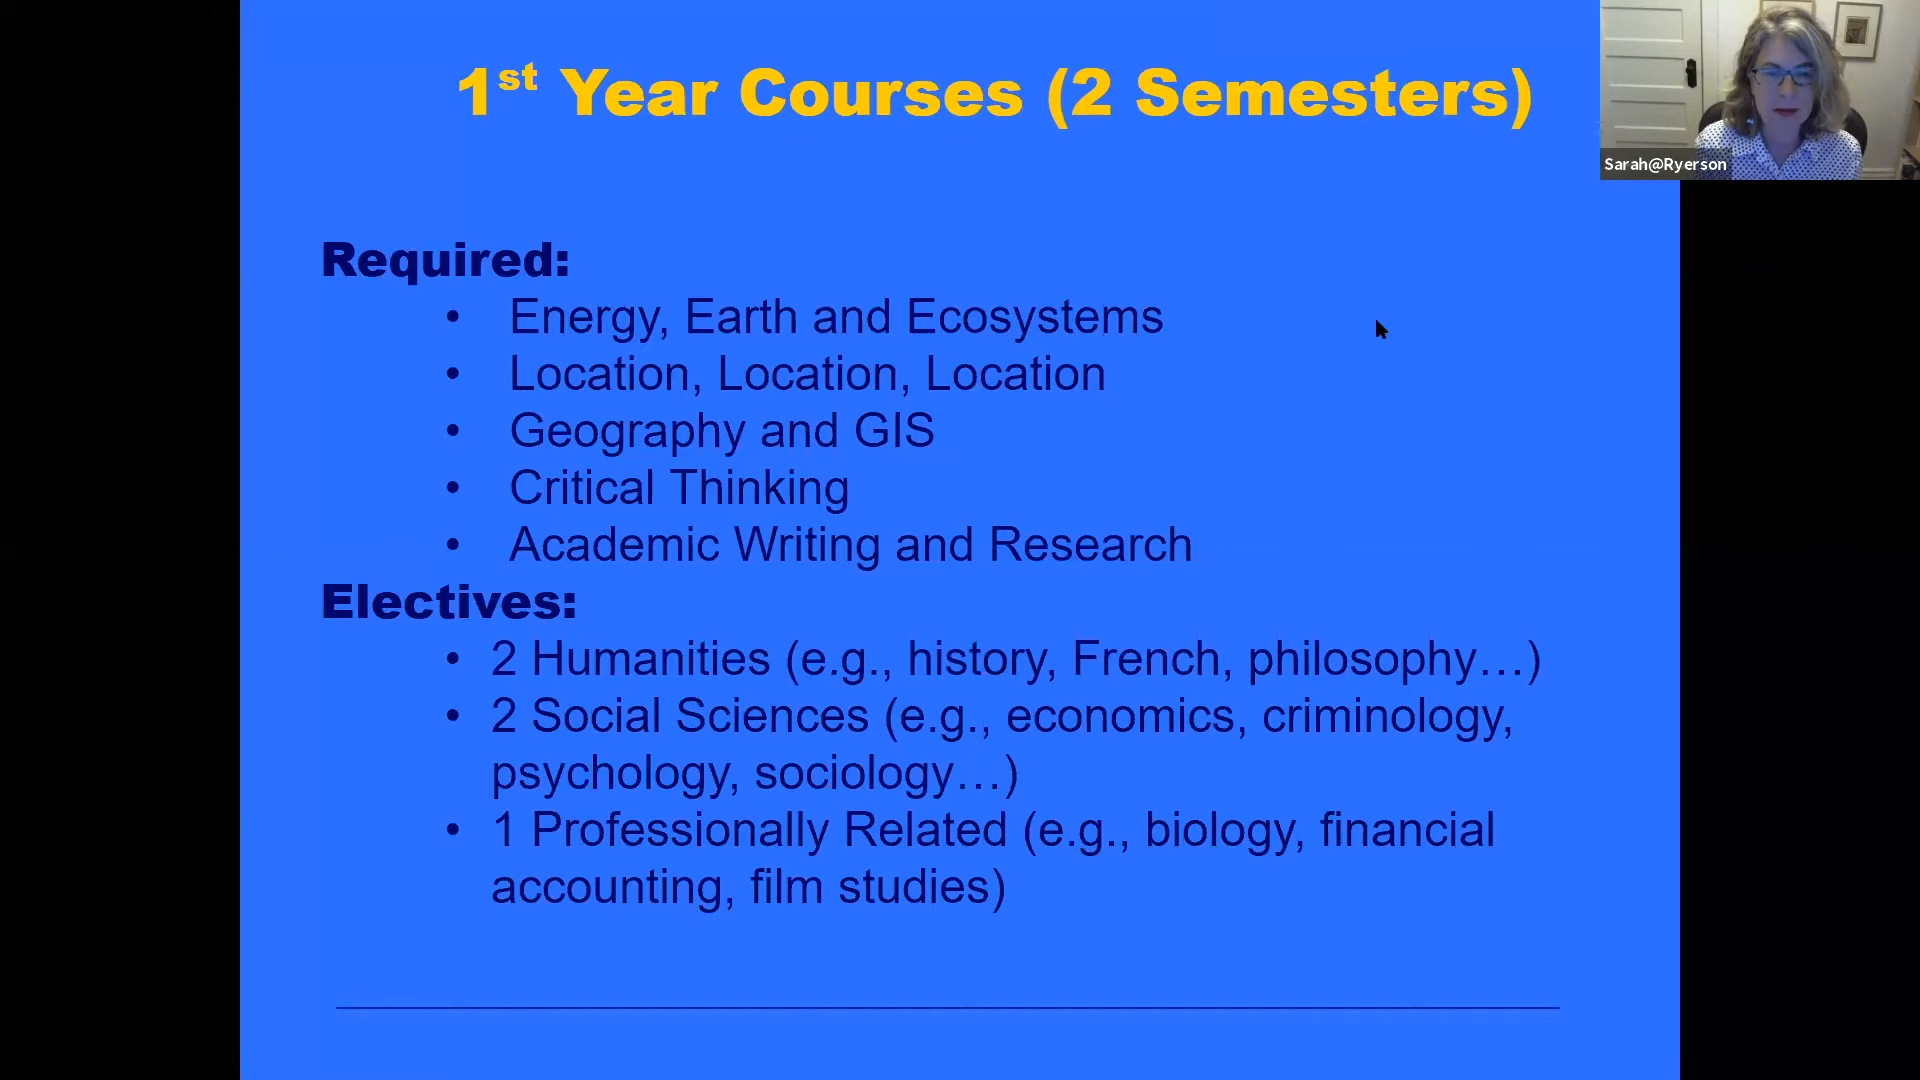 1st Year Courses (2 Semesters)
Sarah@Ryerson
Required:
• Energy, Earth and Ecosystems
• Location, Location, Location
• Geography and GIS
• Critical Thinking
• Academic Writing and Research
Electives:
• 2 Humanities (e.g., history, French, philosophy…)
• 2 Social Sciences (e.g., economics, criminology,
psychology, sociology…)
• 1 Professionally Related (e.g., biology, financial
accounting, film studies)